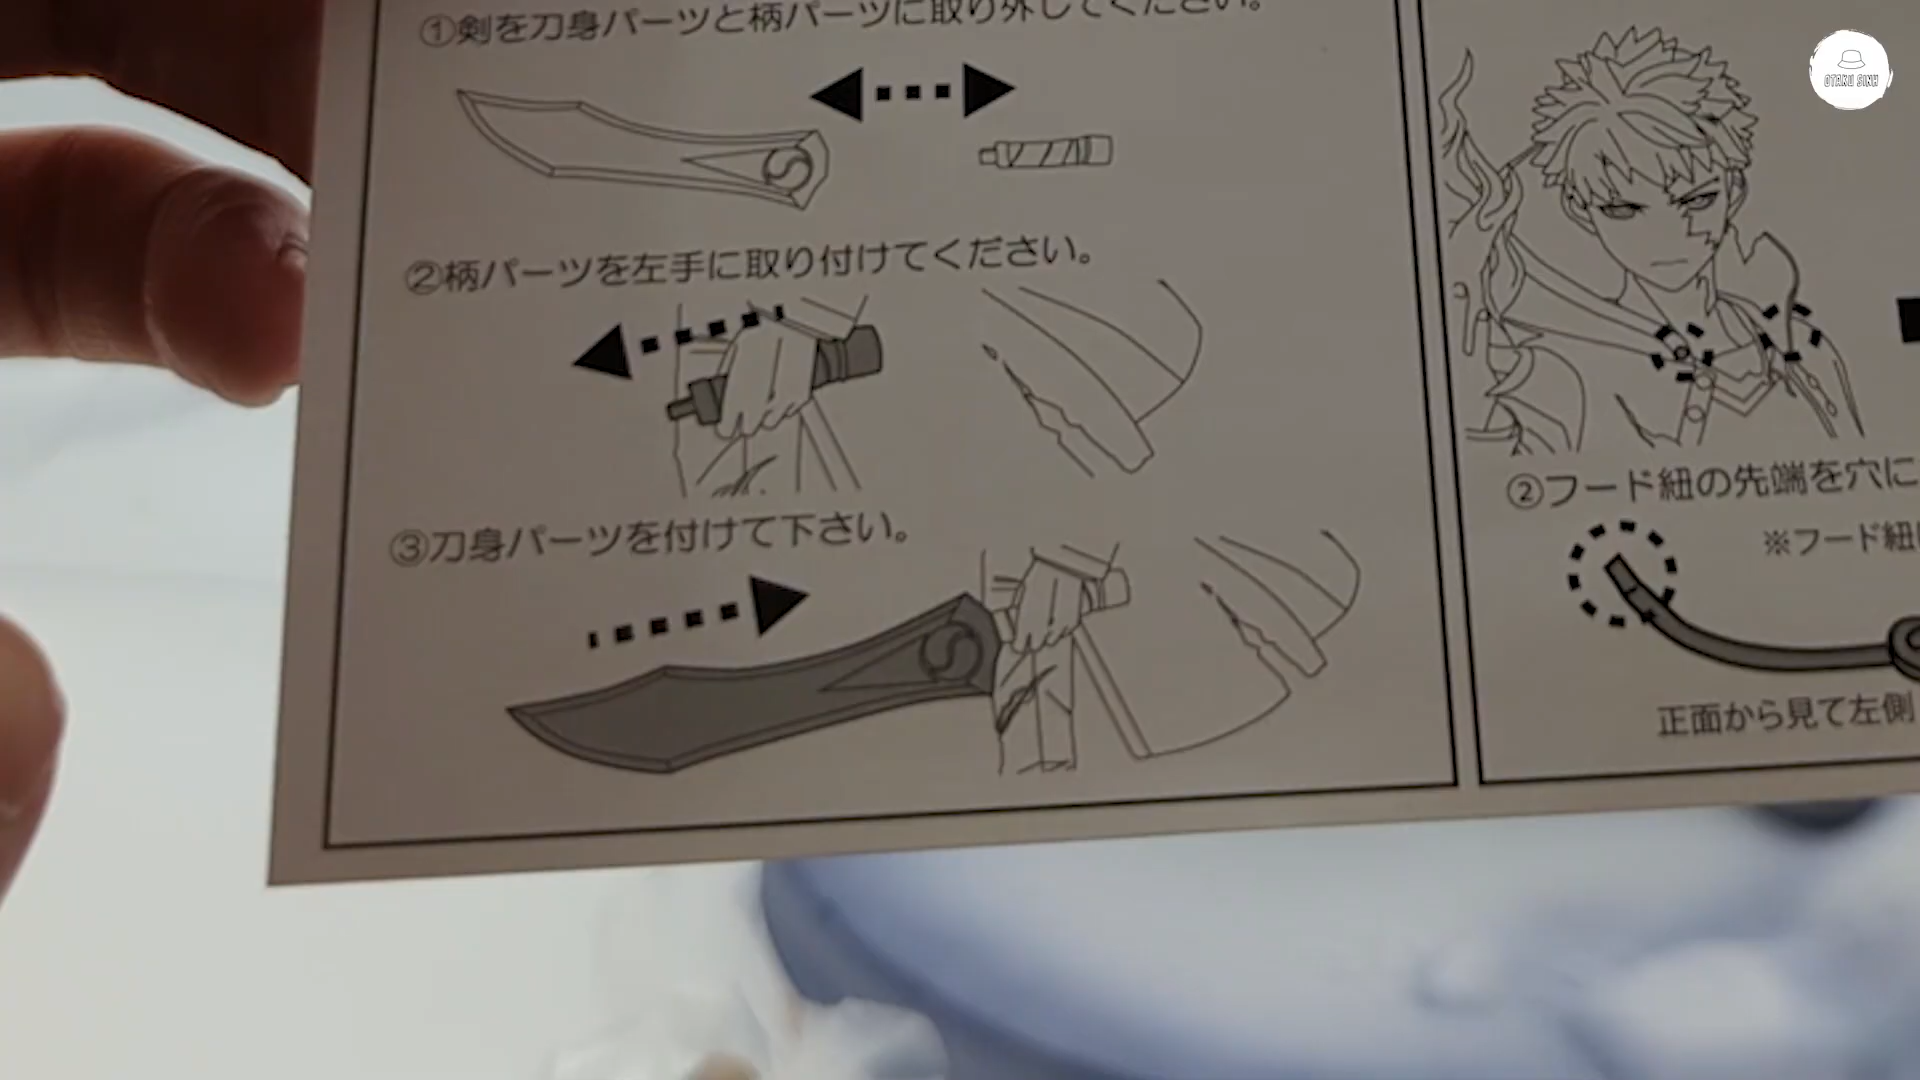 ①剣を刀身パーツと柄パーツに取り外してください。
②柄パーツを左手に取り付けてください。
③刀身パーツを付けて下さい。
②フード紐の先端を穴に
※フード紐
正面から見て左側
OTAKU SINH